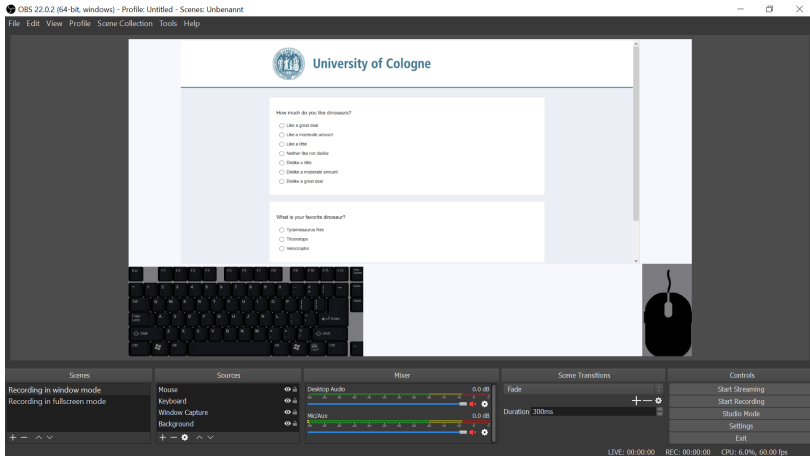 OBS 22.0.2 (64-bit, windows) - Profile: Untitled - Scenes: Unbenannt
File Edit View Profile Scene Collection Tools Help
University of Cologne
How much do you like dinosaurs?
Like a great deal
Like a moderate amount
Like a little
Neither like nor dislike
Dislike a little
Dislike a moderate amount
Dislike a great deal
What is your favorite dinosaur?
Tyrannosaurus Rex
Triceratops
Velociraptor
Scenes
Recording in window mode
Recording in fullscreen mode
Sources
Mouse
Keyboard
Window Capture
Background
Mixer
Desktop Audio 0.0 dB
Mic/Aux 0.0 dB
Scene Transitions
Fade
Duration 300ms
Controls
Start Streaming
Start Recording
Studio Mode
Settings
Exit
LIVE: 00:00:00 REC: 00:00:00 CPU: 6.0%, 60.00 fps